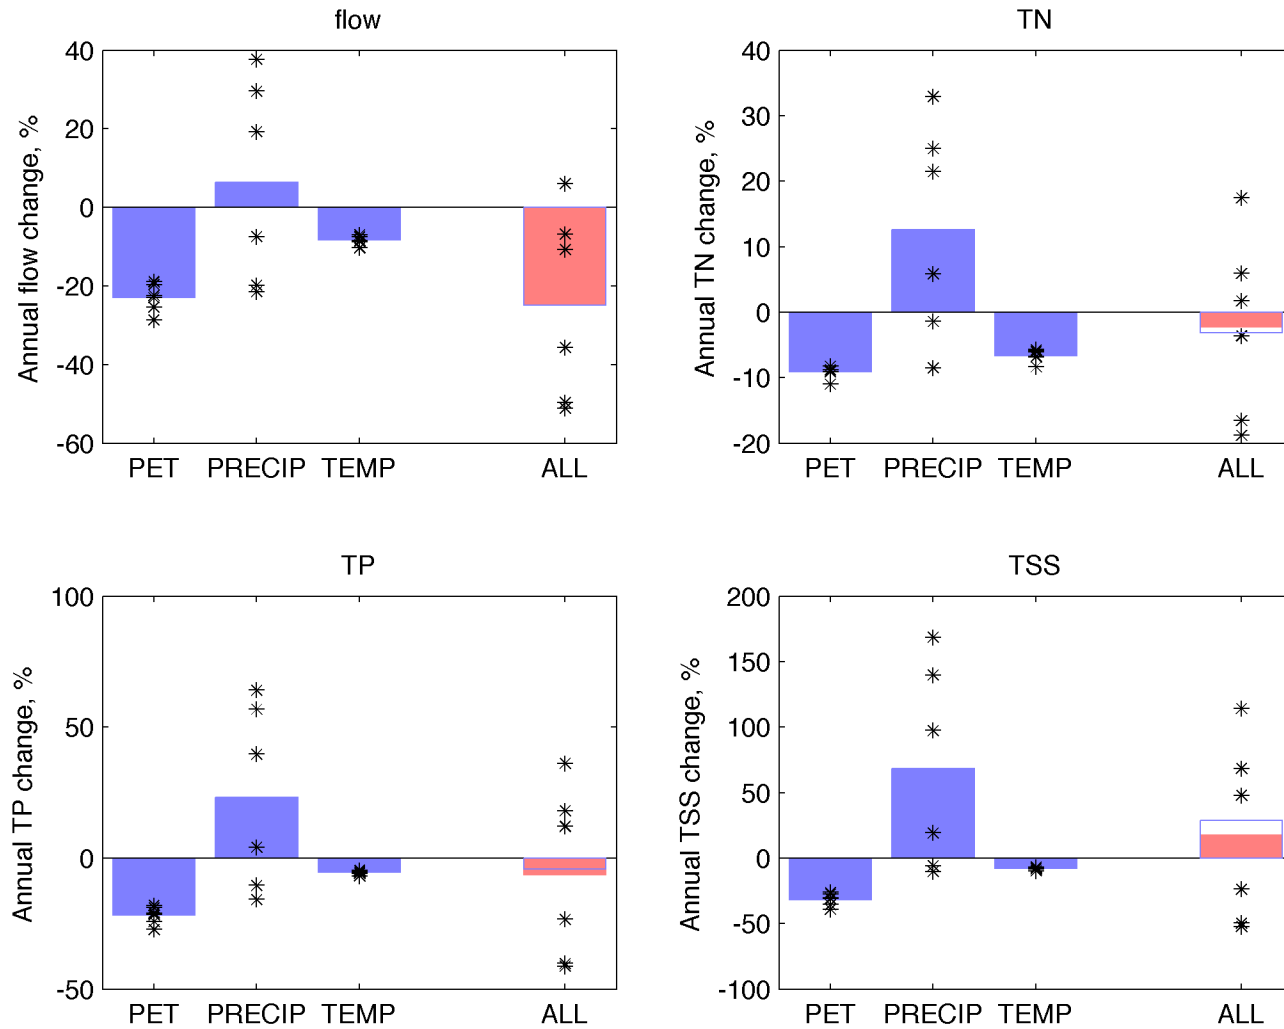 flow
Annual flow change, %
40
20
0
-20
-40
-60
PET PRECIP TEMP ALL
TN
Annual TN change, %
40
30
20
10
0
-10
-20
PET PRECIP TEMP ALL
TP
Annual TP change, %
100
50
0
-50
PET PRECIP TEMP ALL
TSS
Annual TSS change, %
200
150
100
50
0
-50
-100
PET PRECIP TEMP ALL